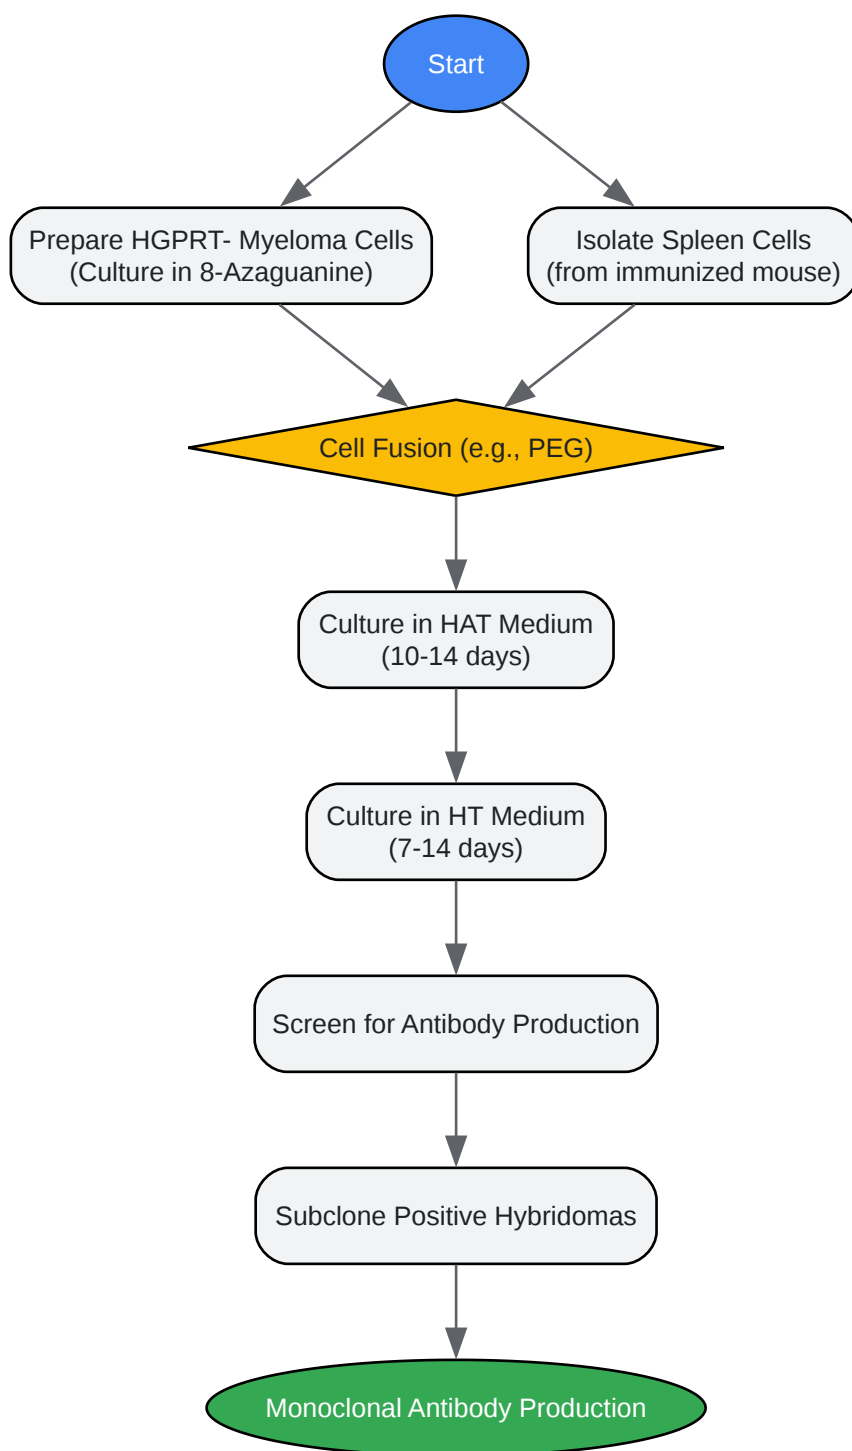 Start
Prepare HGPRT- Myeloma Cells
(Culture in 8-Azaguanine)
Isolate Spleen Cells
(from immunized mouse)
Cell Fusion (e.g., PEG)
Culture in HAT Medium
(10-14 days)
Culture in HT Medium
(7-14 days)
Screen for Antibody Production
Subclone Positive Hybridomas
Monoclonal Antibody Production